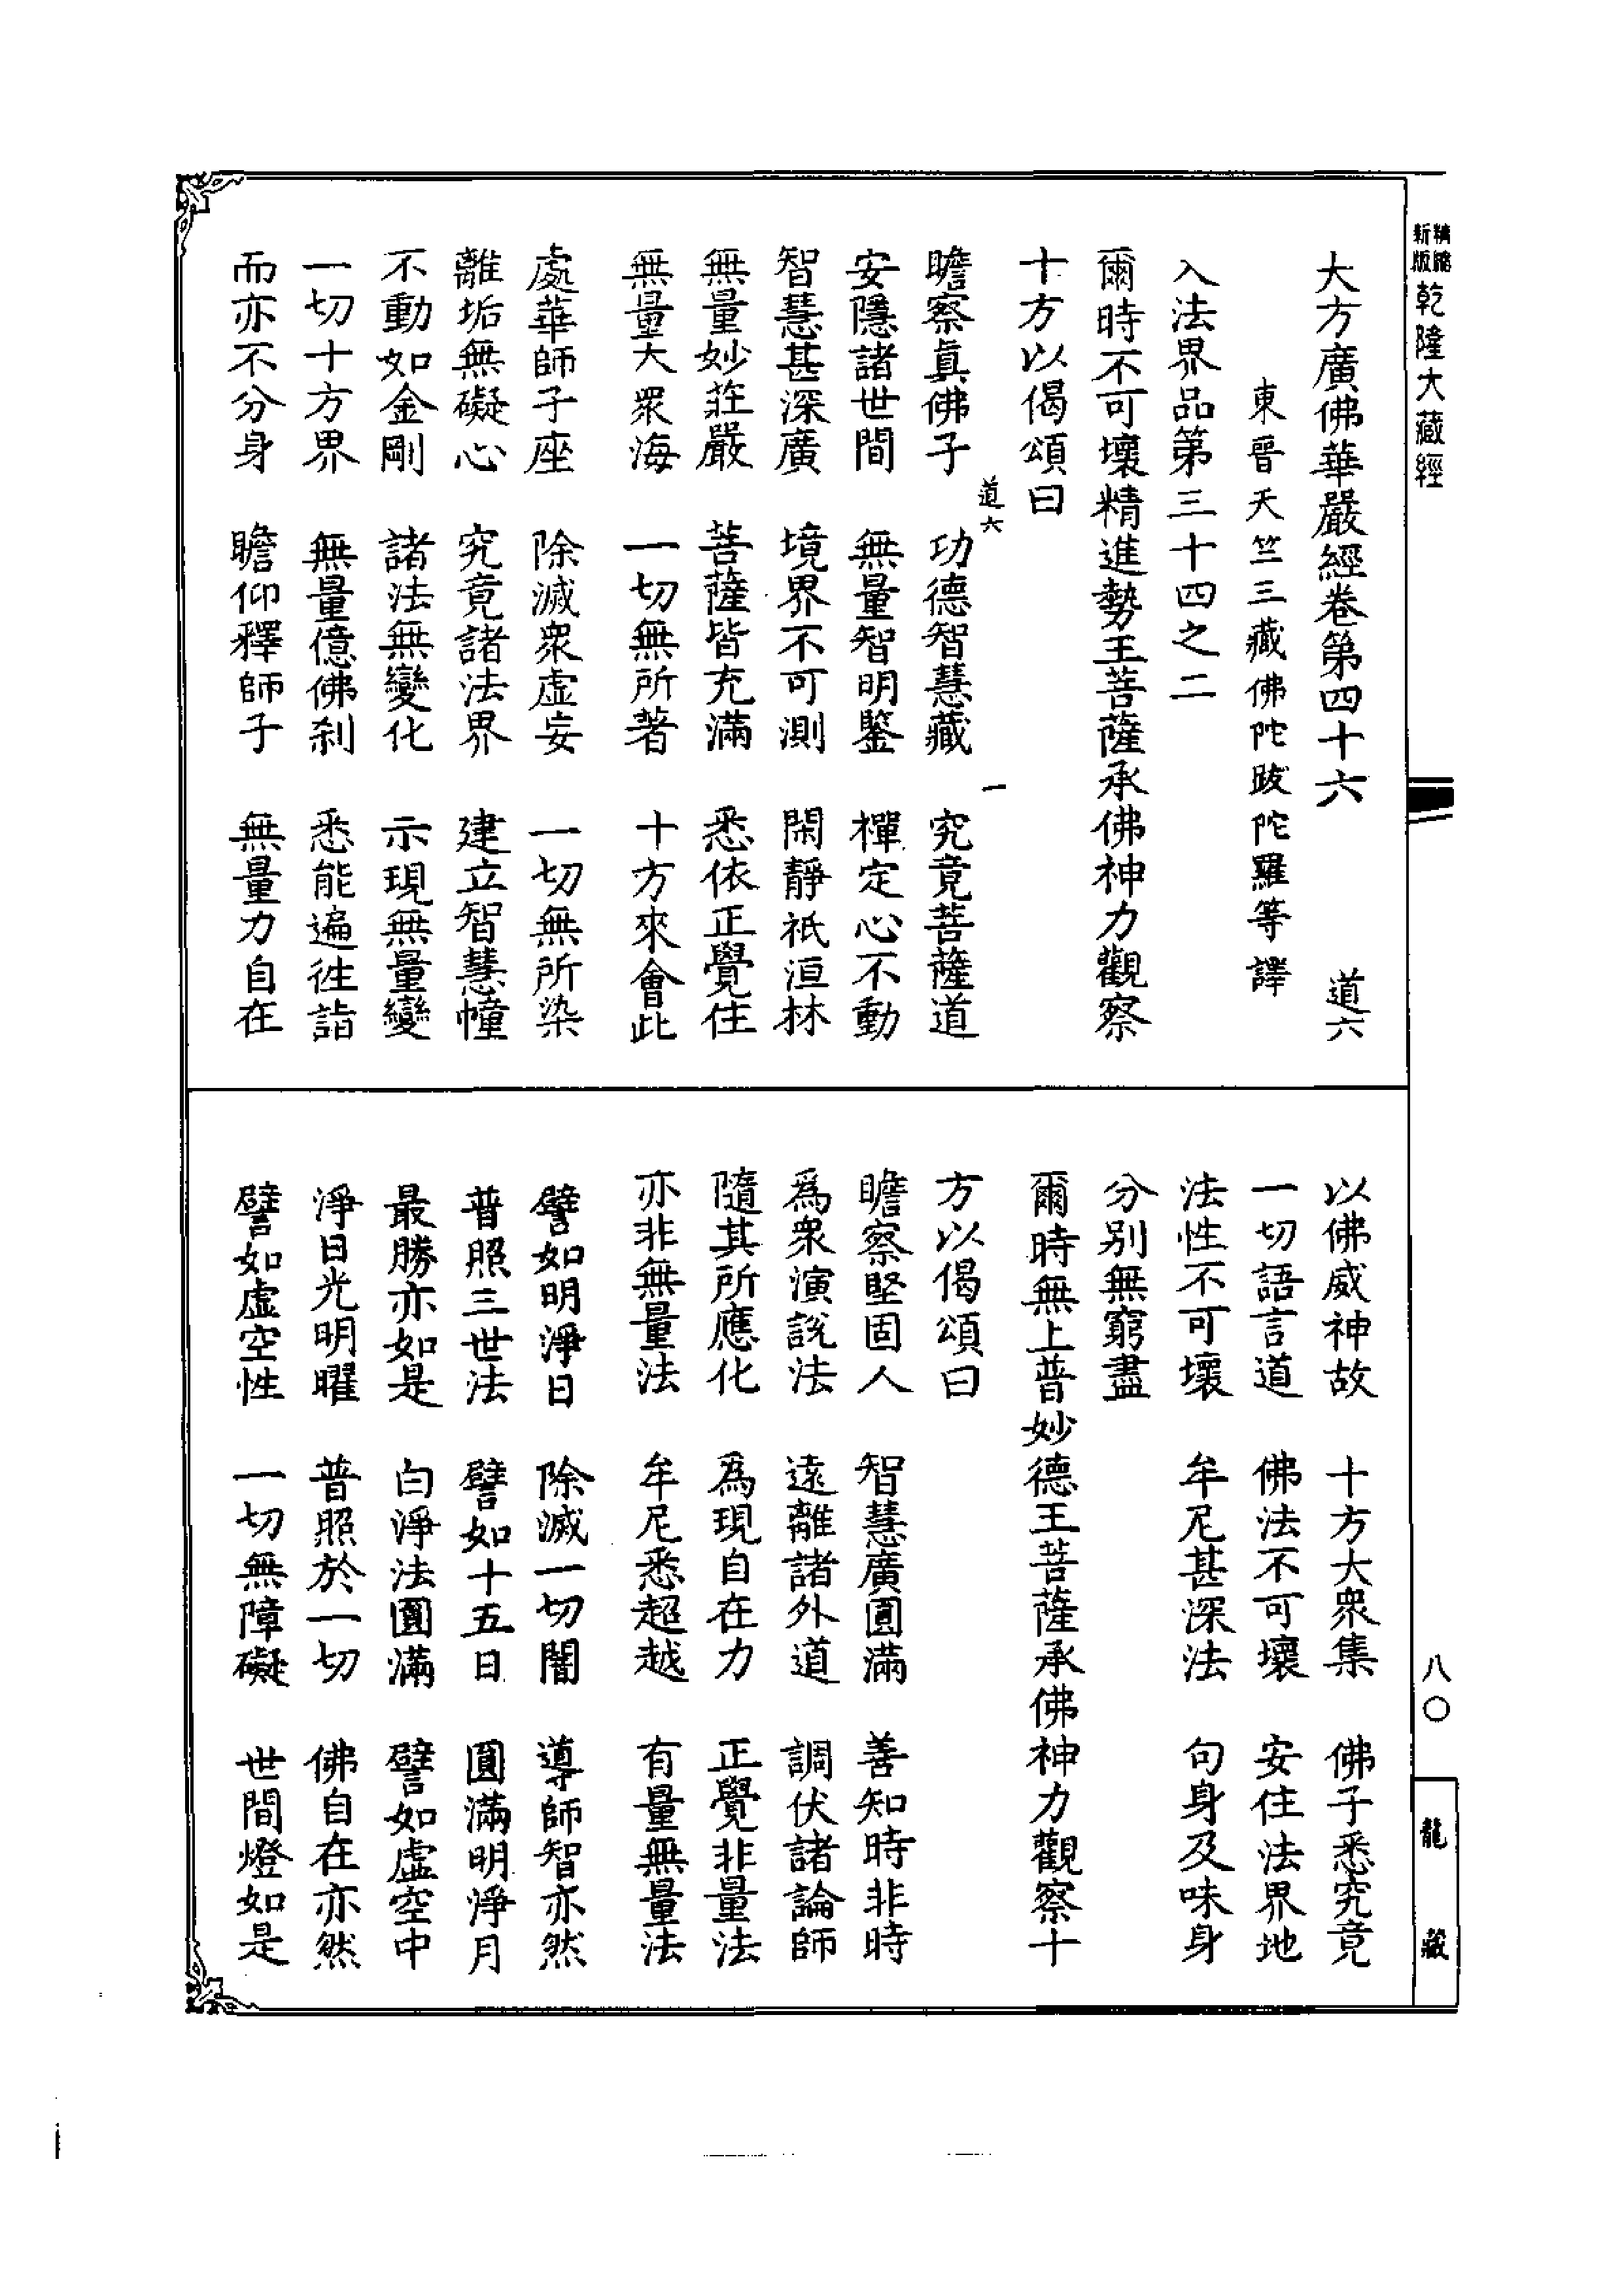 精縮新版乾隆大藏經
大方廣佛華嚴經卷第四十六 道六
東晉天竺三藏佛陀跋陀羅等譯
入法界品第三十四之二
爾時不可壞精進勢王菩薩承佛神力觀察
十方以偈頌曰
道六 一
瞻察眞佛子 功德智慧藏 究竟菩薩道
安隱諸世間 無量智明鑒 禪定心不動
智慧甚深廣 境界不可測 閑靜祇洹林
無量妙莊嚴 菩薩皆充滿 悉依正覺住
無量大衆海 一切無所著 十方來會此
處華師子座 除滅衆虛妄 一切無所染
離垢無礙心 究竟諸法界 建立智慧幢
不動如金剛 諸法無變化 示現無量變
一切十方界 無量億佛刹 悉能遍往詣
而亦不分身 瞻仰釋師子 無量力自在
以佛威神故 十方大衆集 佛子悉究竟
一切語言道 佛法不可壞 安住法界地
法性不可壞 牟尼甚深法 句身及味身
分别無窮盡
爾時無上普妙德王菩薩承佛神力觀察十
方以偈頌曰
瞻察堅固人 智慧廣圓滿 善知時非時
爲衆演說法 遠離諸外道 調伏諸論師
隨其所應化 爲現自在力 正覺非量法
亦非無量法 牟尼悉超越 有量無量法
譬如明淨日 除滅一切闇 導師智亦然
普照三世法 譬如十五日 圓滿明淨月
最勝亦如是 白淨法圓滿 譬如虛空中
淨日光明曜 普照於一切 佛自在亦然
譬如虛空性 一切無障礙 世間燈如是
八〇
龍藏